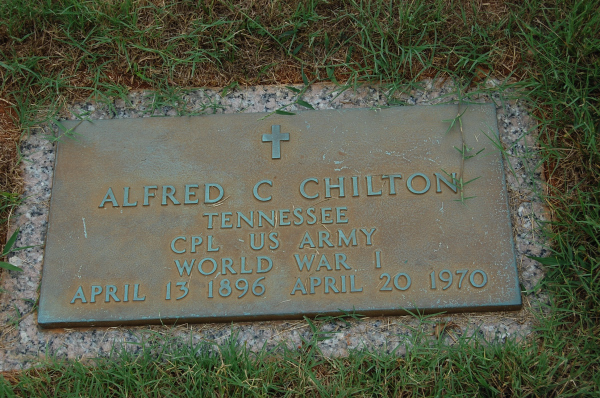 ALFRED C CHILTON
TENNESSEE
CPL US ARMY
WORLD WAR I
APRIL 13 1896 APRIL 20 1970